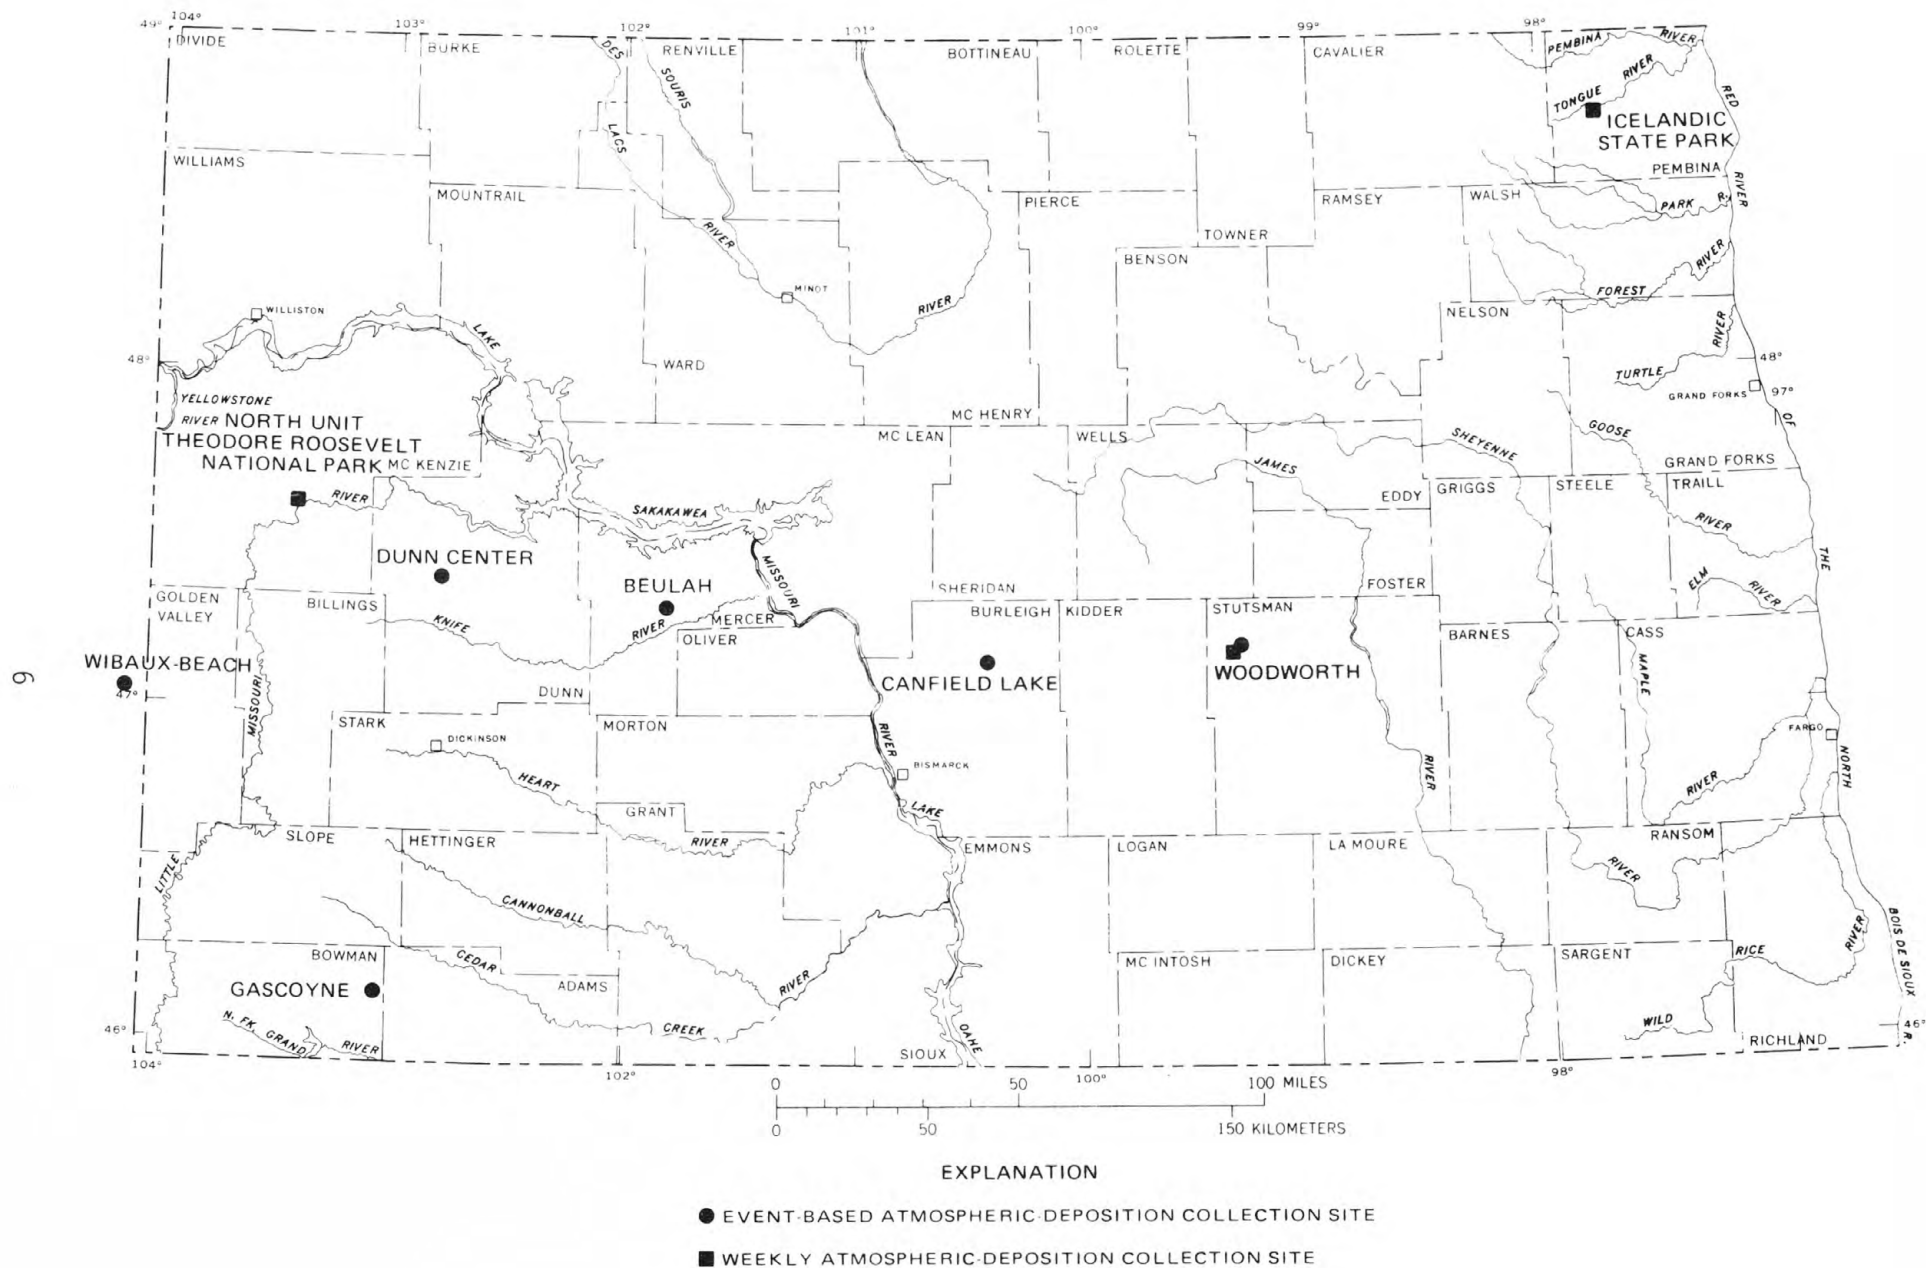 49° 104° 103° 102° 101° 100° 99° 98°
DIVIDE
BURKE
DES
LACS
RIVER
SOURIS
RENVILLE
BOTTINEAU
ROLETTE
CAVALIER
PEMBINA RIVER
TONGUE RIVER
RED
RIVER
OF
THE
NORTH
ICELANDIC
STATE PARK
PEMBINA
WILLIAMS
MOUNTRAIL
PIERCE
TOWNER
RAMSEY
WALSH
PARK R.
BENSON
FOREST RIVER
MINOT
RIVER
WILLISTON
LAKE
NELSON
48°
WARD
TURTLE RIVER
48°
GRAND FORKS
97°
YELLOWSTONE
RIVER
NORTH UNIT
THEODORE ROOSEVELT
NATIONAL PARK
MC KENZIE
MC HENRY
MC LEAN
WELLS
SHEYENNE
GOOSE
GRAND FORKS
JAMES
EDDY
GRIGGS
STEELE
TRAILL
RIVER
RIVER
SAKAKAWEA
DUNN CENTER
BEULAH
MISSOURI
SHERIDAN
FOSTER
ELM RIVER
GOLDEN
VALLEY
BILLINGS
KNIFE
RIVER
MERCER
OLIVER
BURLEIGH
KIDDER
STUTSMAN
BARNES
CASS
MAPLE
WIBAUX-BEACH
47°
MISSOURI
DUNN
CANFIELD LAKE
WOODWORTH
STARK
MORTON
DICKINSON
RIVER
BISMARCK
RIVER
RIVER
FARGO
HEART
GRANT
RIVER
LAKE
SLOPE
HETTINGER
EMMONS
LOGAN
LA MOURE
RANSOM
RIVER
LITTLE
CANNONBALL
RIVER
BOIS DE SIOUX
R.
BOWMAN
CEDAR
ADAMS
MC INTOSH
DICKEY
SARGENT
RICE
RIVER
GASCOYNE
46°
N. FK. GRAND RIVER
CREEK
OAHE
WILD
46°
SIOUX
RICHLAND
104° 102° 100° 98°
0 50 100 MILES
0 50 150 KILOMETERS
6
EXPLANATION
EVENT-BASED ATMOSPHERIC-DEPOSITION COLLECTION SITE
WEEKLY ATMOSPHERIC-DEPOSITION COLLECTION SITE